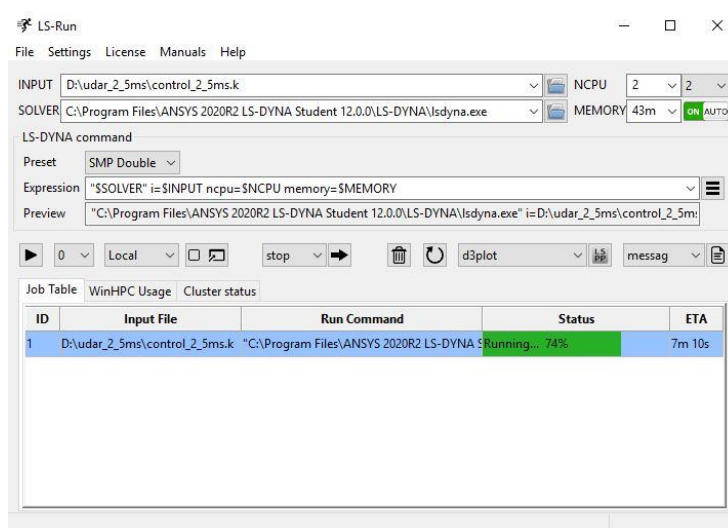 LS-Run
File Settings License Manuals Help
INPUT D:\udar_2_5ms\control_2_5ms.k NCPU 2 2
SOLVER C:\Program Files\ANSYS 2020R2 LS-DYNA Student 12.0.0\LS-DYNA\lsdyna.exe MEMORY 43m ON AUTO
LS-DYNA command
Preset SMP Double
Expression "$SOLVER" i=$INPUT ncpu=$NCPU memory=$MEMORY
Preview "C:\Program Files\ANSYS 2020R2 LS-DYNA Student 12.0.0\LS-DYNA\lsdyna.exe" i=D:\udar_2_5ms\control_2_5m:
0 Local stop d3plot LS PP messag
Job Table WinHPC Usage Cluster status
ID Input File Run Command Status ETA
1 D:\udar_2_5ms\control_2_5ms.k "C:\Program Files\ANSYS 2020R2 LS-DYNA S Running... 74% 7m 10s